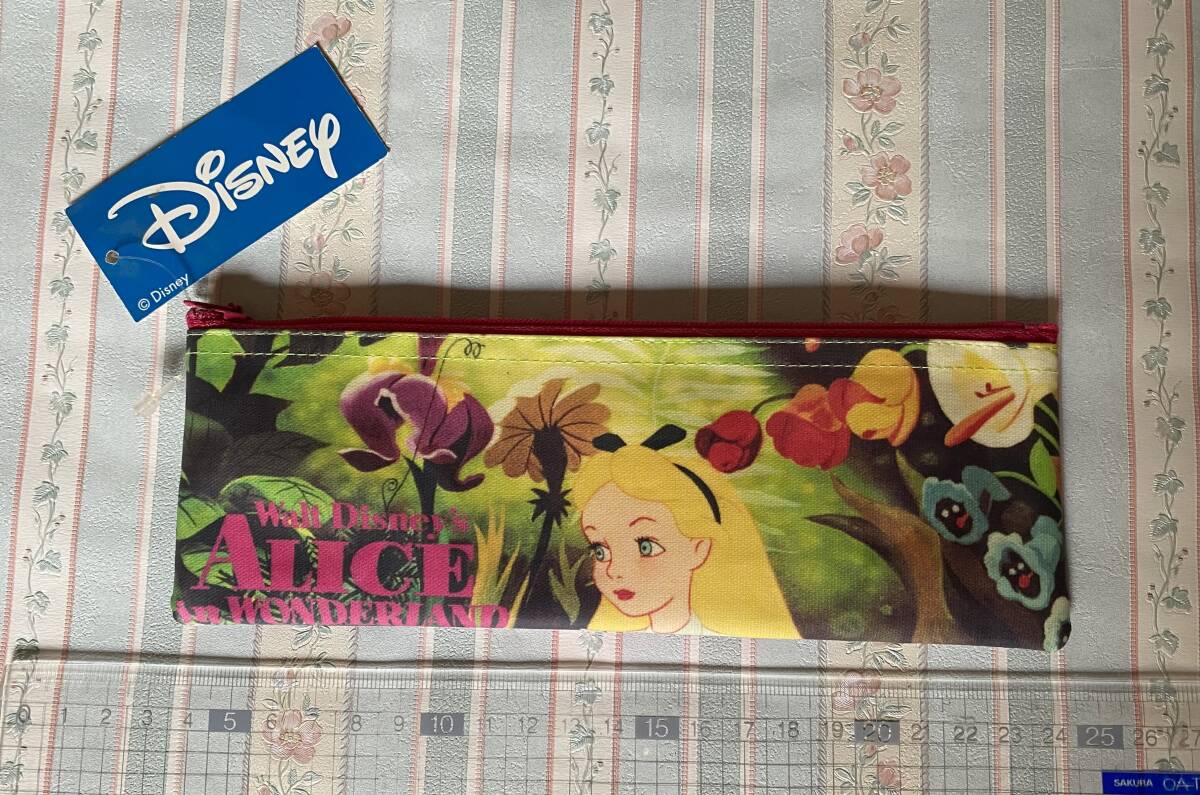 Disney
© Disney
Walt Disney's
ALICE
in WONDERLAND
0 1 2 3 4 5 6 8 9 10 11 12 13 14 15 16 17 18 19 20 21 22 23 24 25 26 27
SAKURA